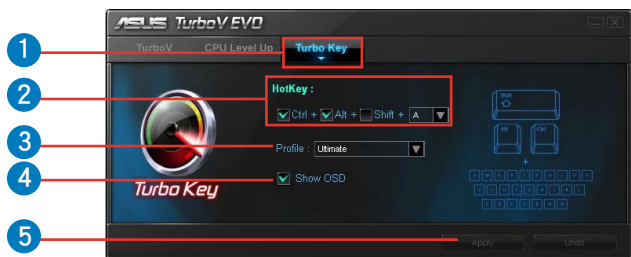 ASUS TurboV EVO
TurboV CPU Level Up Turbo Key
1
2
HotKey :
Ctrl + Alt + Shift + A
3
Profile : Ultimate
4
Show OSD
Turbo Key
Shift
Alt Ctrl
+
5
Apply Undo